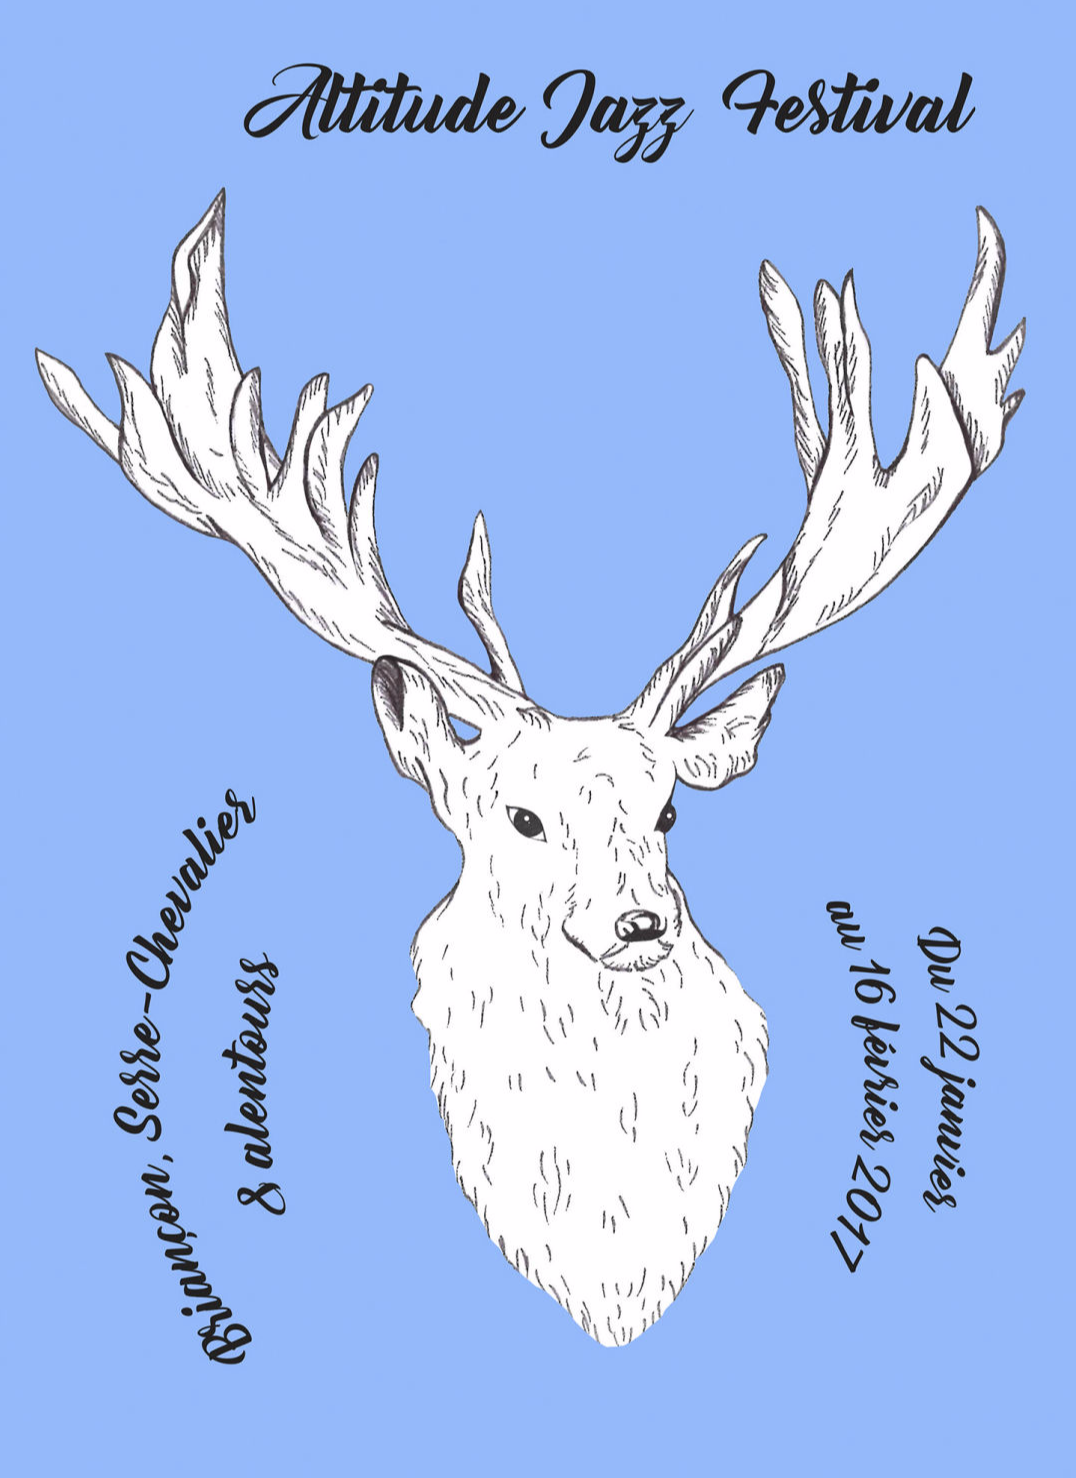 Altitude Jazz Festival
Briançon, Serre-Chevalier
& alentours
Du 22 janvier
au 16 février 2017